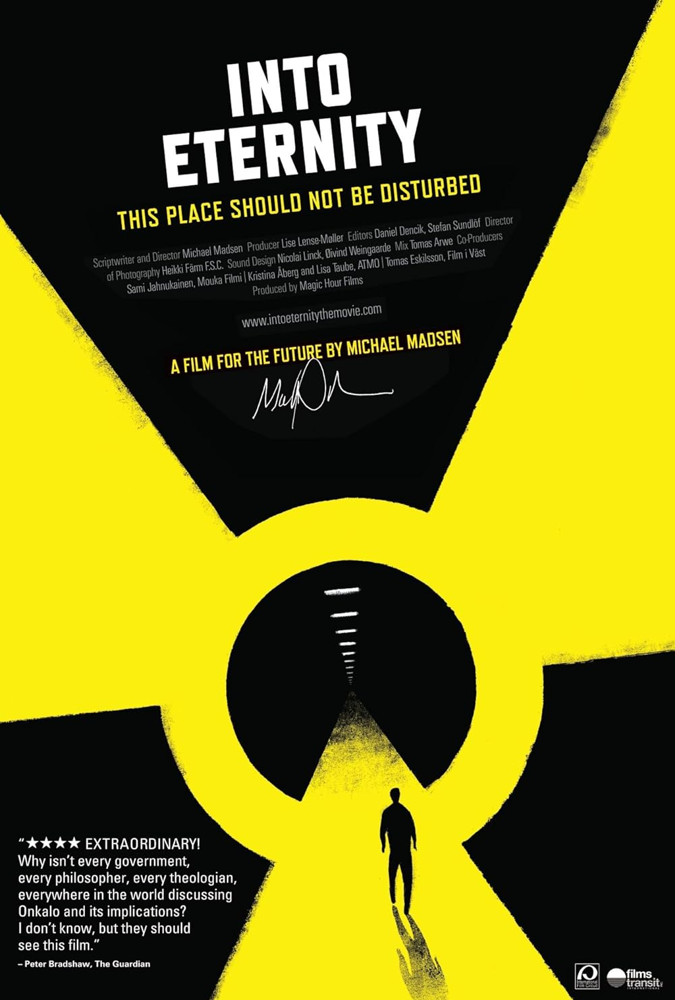 INTO
ETERNITY
THIS PLACE SHOULD NOT BE DISTURBED
Scriptwriter and Director Michael Madsen Producer Lise Lense-Møller Editors Daniel Dencik, Stefan Sundlöf Director
of Photography Heikki Färm F.S.C. Sound Design Nicolai Linck, Øivind Weingaarde Mix Tomas Arwe Co-Producers
Sami Jahnukainen, Mouka Filmi | Kristina Åberg and Lisa Taube, ATMO | Tomas Eskilsson, Film i Väst
Produced by Magic Hour Films
www.intoeternitythemovie.com
A FILM FOR THE FUTURE BY MICHAEL MADSEN
"★★★★ EXTRAORDINARY!
Why isn't every government,
every philosopher, every theologian,
everywhere in the world discussing
Onkalo and its implications?
I don't know, but they should
see this film."
– Peter Bradshaw, The Guardian
International
Film Circuit
films
transit
INTERNATIONAL